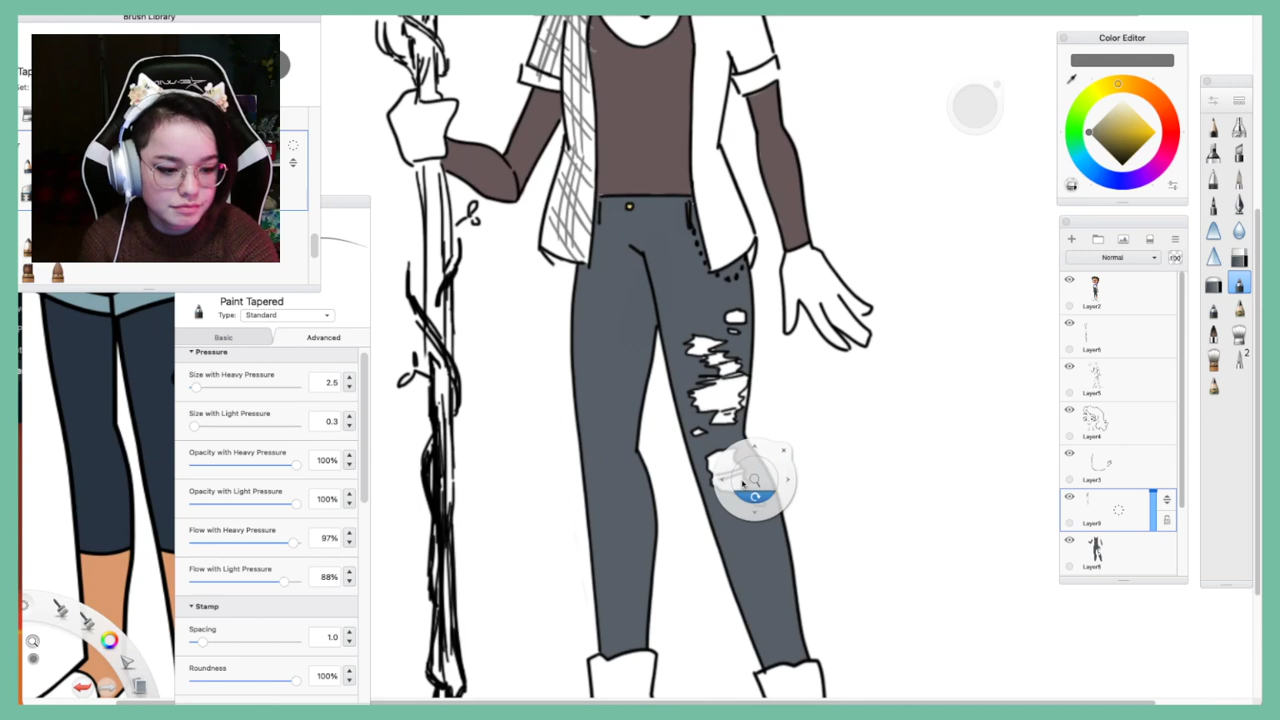 Brush Library
Paint Tapered
Type: Standard
Basic
Advanced
Pressure
Size with Heavy Pressure
2.5
Size with Light Pressure
0.3
Opacity with Heavy Pressure
100%
Opacity with Light Pressure
100%
Flow with Heavy Pressure
97%
Flow with Light Pressure
88%
Stamp
Spacing
1.0
Roundness
100%
Color Editor
Normal
100
Layer2
Layer5
Layer4
Layer3
Layer9
2